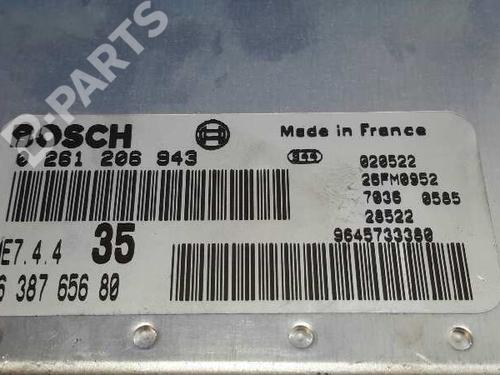 B-PARTS
BOSCH
Made in France
0 261 206 943
020522
26FM0952
7036 0585
28522
9645733380
ME7.4.4 35
6 387 656 80